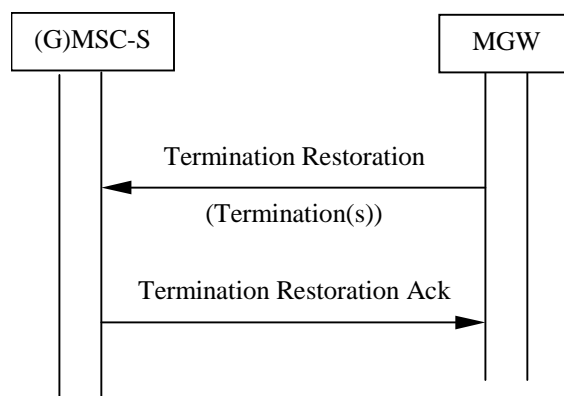 (G)MSC-S
MGW
Termination Restoration
(Termination(s))
Termination Restoration Ack